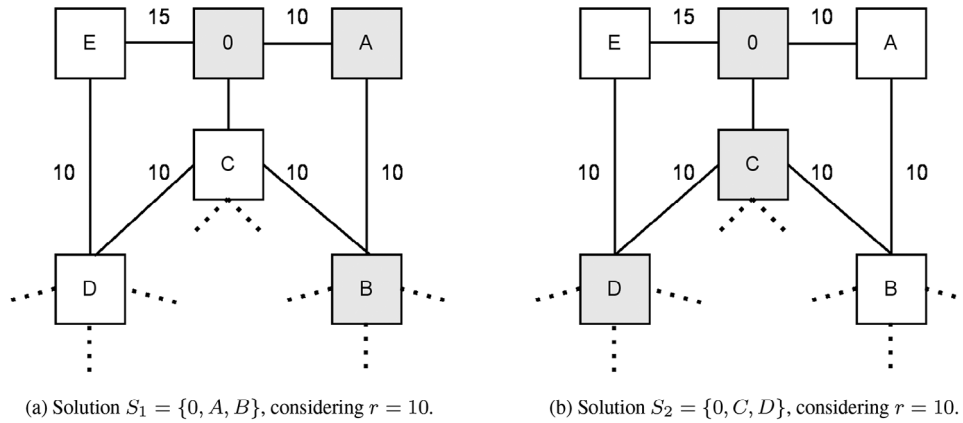 15 10 15 10
E 0 A E 0 A
C C
10 10 10 10 10 10 10 10
D B D B
(a) Solution S₁ = {0, A, B}, considering r = 10. (b) Solution S₂ = {0, C, D}, considering r = 10.